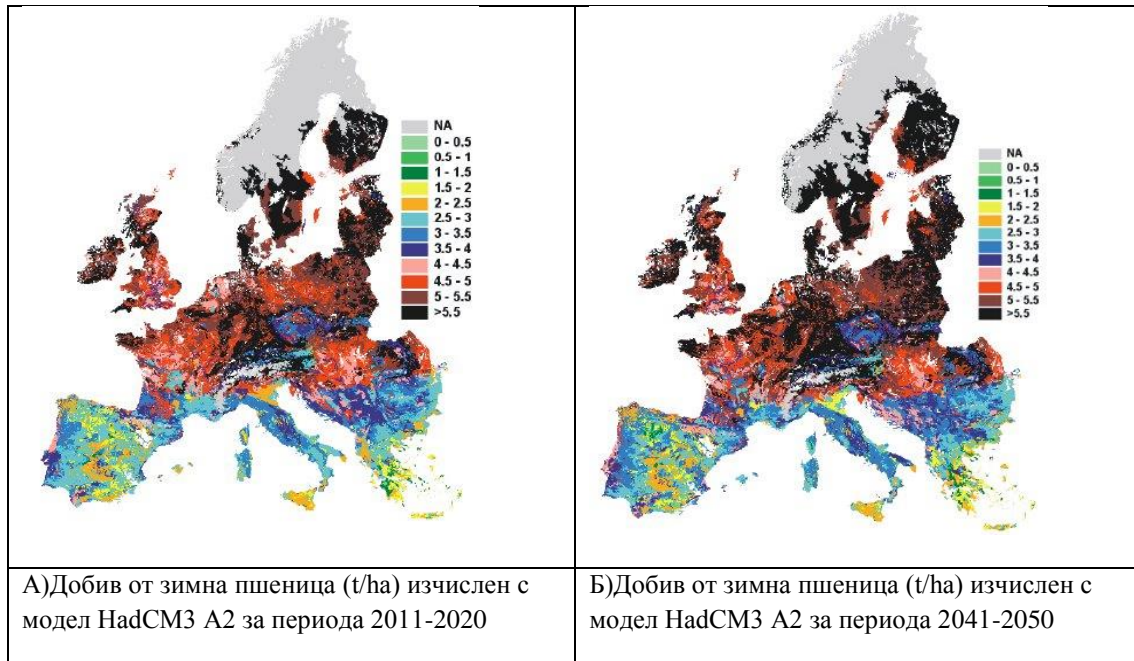 NA
0 - 0.5
0.5 - 1
1 - 1.5
1.5 - 2
2 - 2.5
2.5 - 3
3 - 3.5
3.5 - 4
4 - 4.5
4.5 - 5
5 - 5.5
>5.5
NA
0 - 0.5
0.5 - 1
1 - 1.5
1.5 - 2
2 - 2.5
2.5 - 3
3 - 3.5
3.5 - 4
4 - 4.5
4.5 - 5
5 - 5.5
>5.5
А)Добив от зимна пшеница (t/ha) изчислен с
модел HadCM3 A2 за периода 2011-2020
Б)Добив от зимна пшеница (t/ha) изчислен с
модел HadCM3 A2 за периода 2041-2050